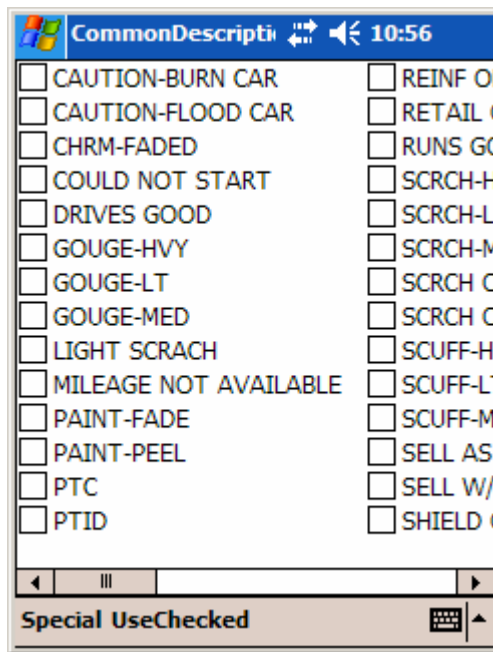 CommonDescripti 10:56
CAUTION-BURN CAR
CAUTION-FLOOD CAR
CHRM-FADED
COULD NOT START
DRIVES GOOD
GOUGE-HVY
GOUGE-LT
GOUGE-MED
LIGHT SCRACH
MILEAGE NOT AVAILABLE
PAINT-FADE
PAINT-PEEL
PTC
PTID
REINF O
RETAIL
RUNS GO
SCRCH-H
SCRCH-L
SCRCH-M
SCRCH C
SCRCH C
SCUFF-H
SCUFF-LT
SCUFF-M
SELL AS
SELL W/
SHIELD
Special UseChecked